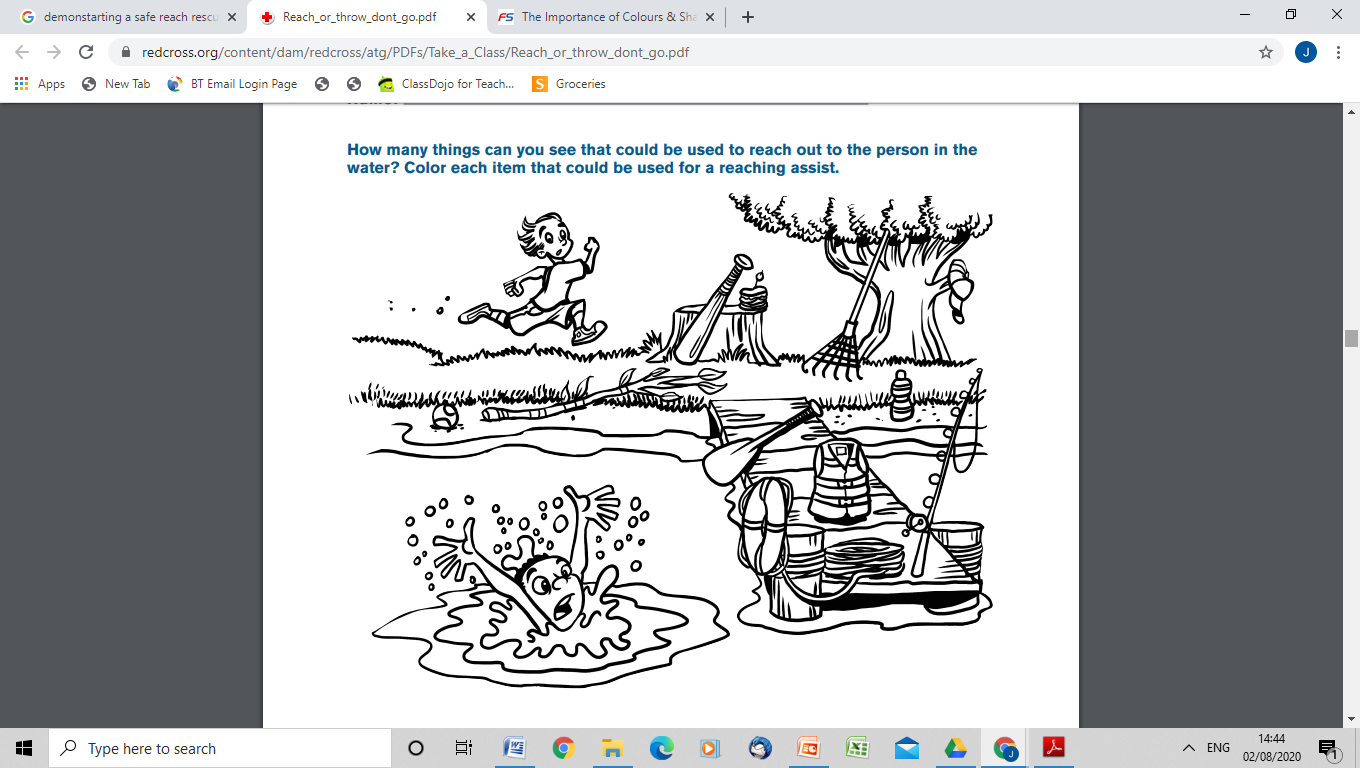 demonstarting a safe reach rescu
Reach_or_throw_dont_go.pdf
FS The Importance of Colours & Sha
redcross.org/content/dam/redcross/atg/PDFs/Take_a_Class/Reach_or_throw_dont_go.pdf
J
Apps
New Tab
BT Email Login Page
ClassDojo for Teach...
S Groceries
How many things can you see that could be used to reach out to the person in the
water? Color each item that could be used for a reaching assist.
Type here to search
ENG
14:44
02/08/2020
1